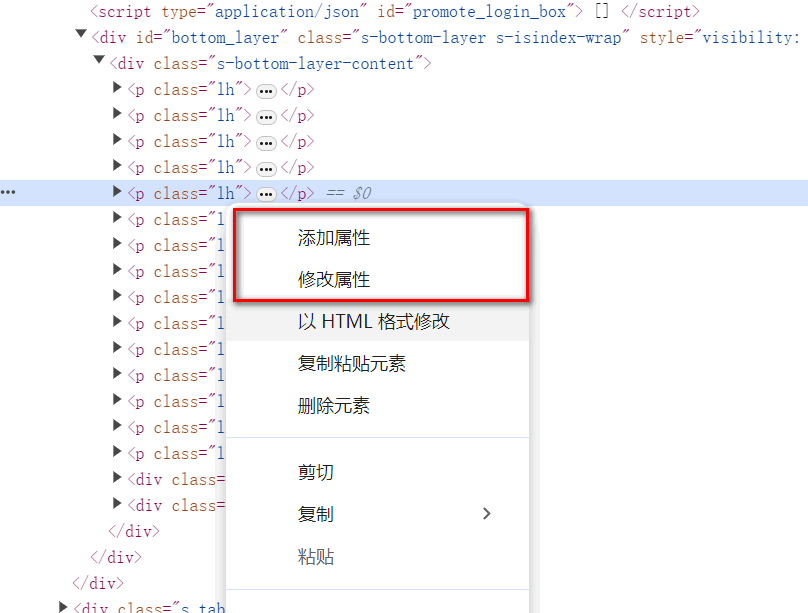 <script type="application/json" id="promote_login_box"> [] </script>
▼<div id="bottom_layer" class="s-bottom-layer s-isindex-wrap" style="visibility:
▼<div class="s-bottom-layer-content">
▶<p class="lh">…</p>
▶<p class="lh">…</p>
▶<p class="lh">…</p>
▶<p class="lh">…</p>
… ▶<p class="lh">…</p> == $0
▶<p class="l
添加属性
▶<p class="l
▶<p class="l
修改属性
▶<p class="l
▶<p class="l
以 HTML 格式修改
▶<p class="l
▶<p class="l
复制粘贴元素
▶<p class="l
删除元素
▶<p class="l
▶<p class="l
▶<div class=
剪切
▶<div class=
复制
</div>
</div>
粘贴
</div>
▶<div class="s_tab